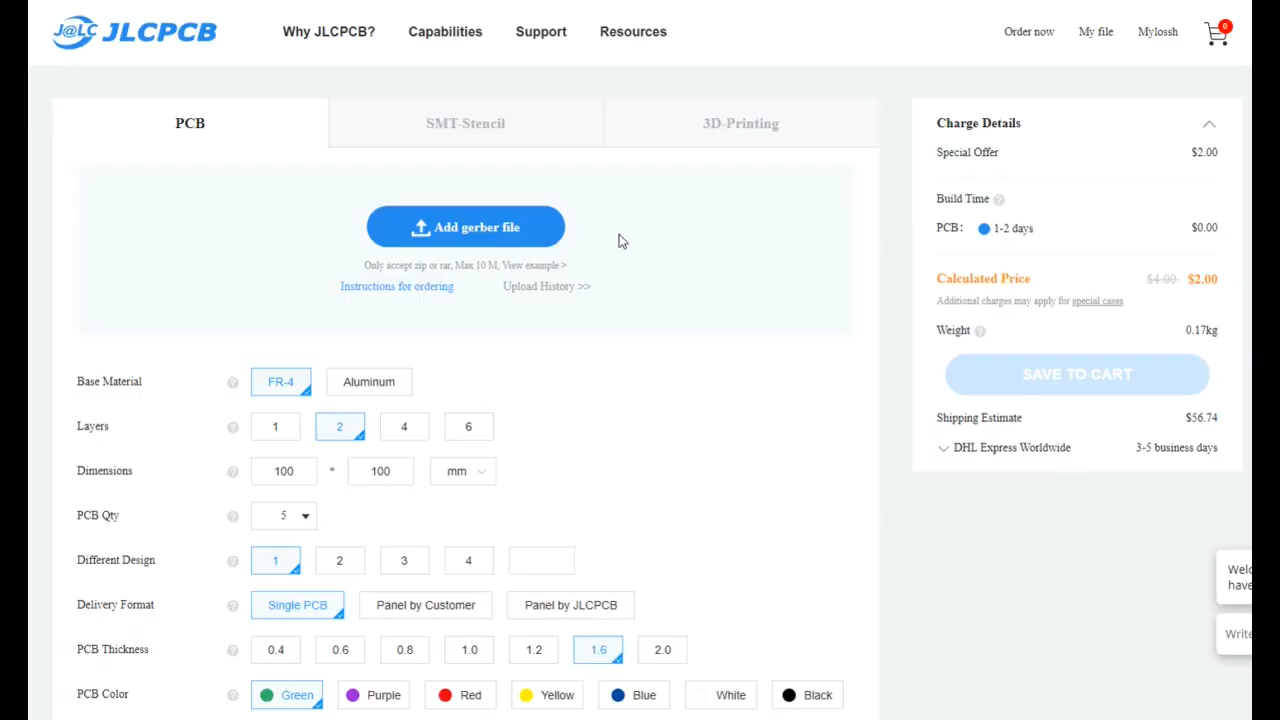 J@LC JLCPCB Why JLCPCB? Capabilities Support Resources Order now My file Mylossh 0
PCB SMT-Stencil 3D-Printing
Add gerber file
Only accept zip or rar, Max 10 M, View example >
Instructions for ordering Upload History >>
Base Material ? FR-4 Aluminum
Layers ? 1 2 4 6
Dimensions ? 100 * 100 mm
PCB Qty ? 5
Different Design ? 1 2 3 4
Delivery Format ? Single PCB Panel by Customer Panel by JLCPCB
PCB Thickness ? 0.4 0.6 0.8 1.0 1.2 1.6 2.0
PCB Color ? Green Purple Red Yellow Blue White Black
Charge Details
Special Offer $2.00
Build Time ?
PCB: 1-2 days $0.00
Calculated Price $4.00 $2.00
Additional charges may apply for special cases
Weight ? 0.17kg
SAVE TO CART
Shipping Estimate $56.74
DHL Express Worldwide 3-5 business days
Welc
have
Write